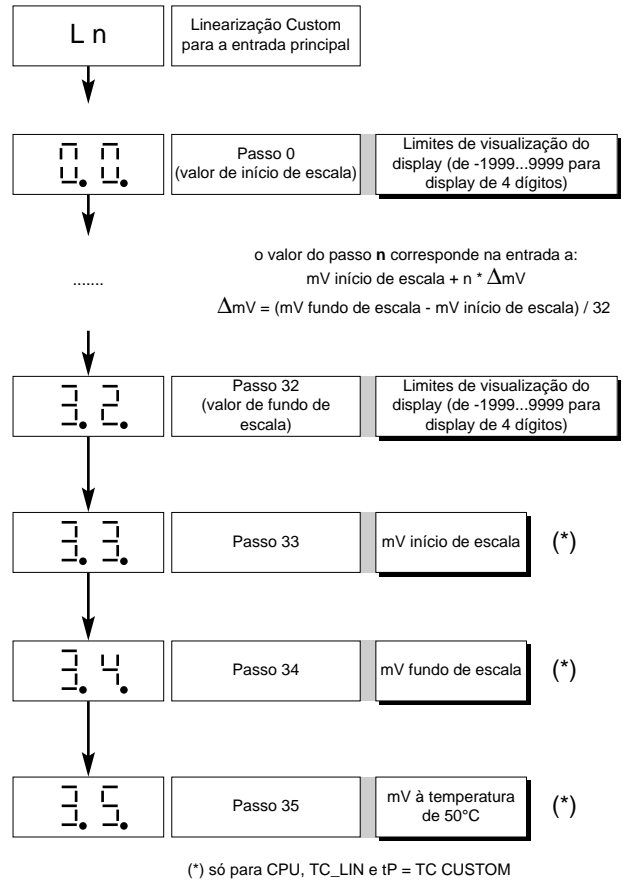 L n
Linearização Custom
para a entrada principal
0. 0.
Passo 0
(valor de início de escala)
Limites de visualização do
display (de -1999...9999 para
display de 4 dígitos)
.......
o valor do passo n corresponde na entrada a:
mV início de escala + n * ΔmV
ΔmV = (mV fundo de escala - mV início de escala) / 32
3. 2.
Passo 32
(valor de fundo de
escala)
Limites de visualização do
display (de -1999...9999 para
display de 4 dígitos)
3. 3.
Passo 33
mV início de escala
(*)
3. 4.
Passo 34
mV fundo de escala
(*)
3. 5.
Passo 35
mV à temperatura
de 50°C
(*)
(*) só para CPU, TC_LIN e tP = TC CUSTOM